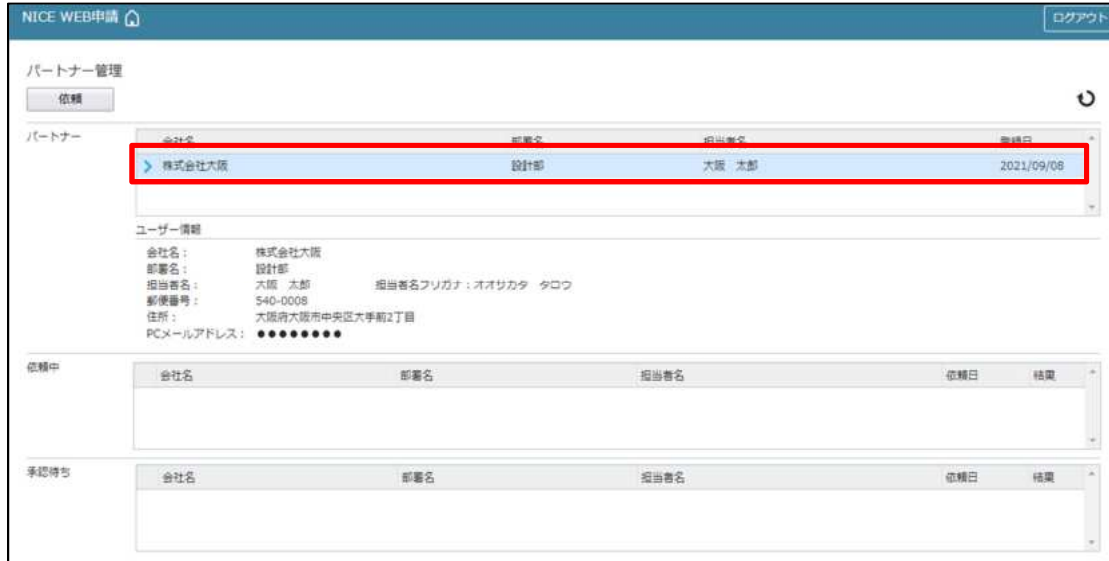 NICE WEB申請 ログアウト
パートナー管理
依頼
パートナー 会社名 部署名 担当者名 登録日
株式会社大阪 設計部 大阪 太郎 2021/09/08
ユーザー情報
会社名: 株式会社大阪
部署名: 設計部
担当者名: 大阪 太郎 担当者名フリガナ:オオサカタ タロウ
郵便番号: 540-0008
住所: 大阪府大阪市中央区大手前2丁目
PCメールアドレス: ●●●●●●●●
依頼中 会社名 部署名 担当者名 依頼日 結果
承認待ち 会社名 部署名 担当者名 依頼日 結果